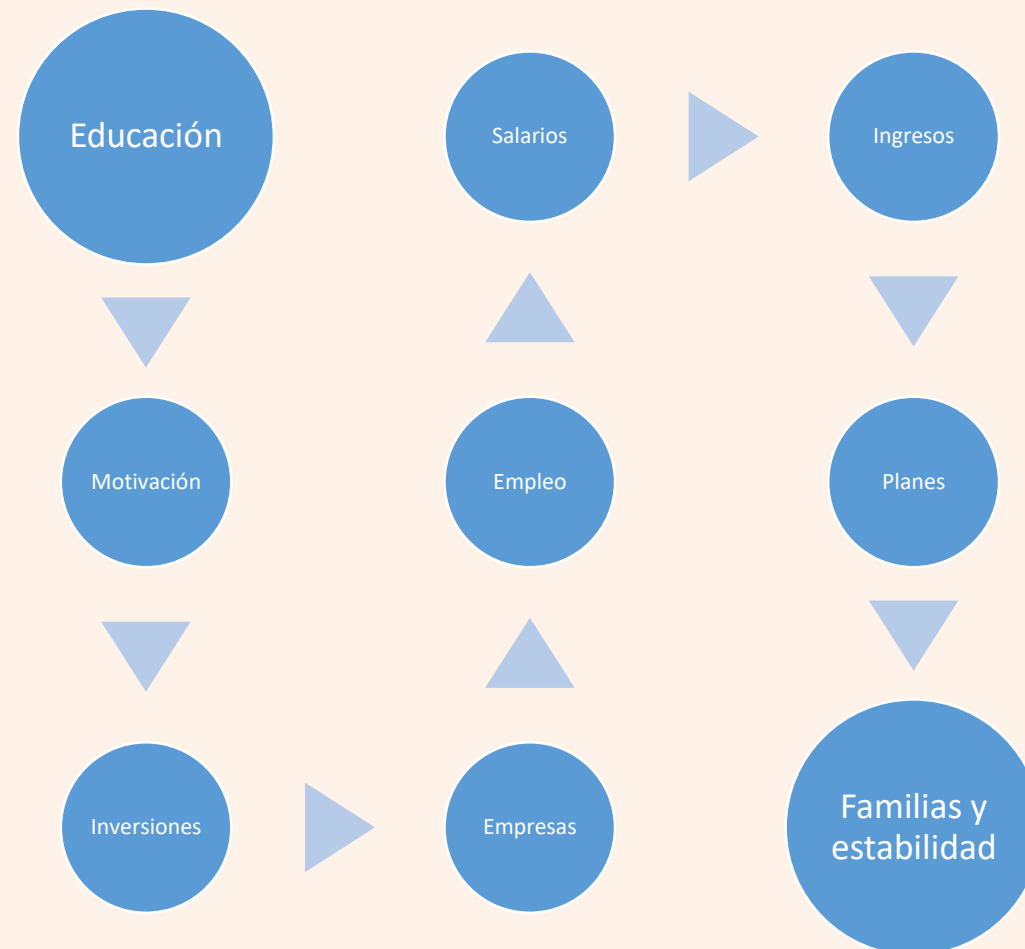 Educación
Salarios
Ingresos
Motivación
Empleo
Planes
Inversiones
Empresas
Familias y
estabilidad